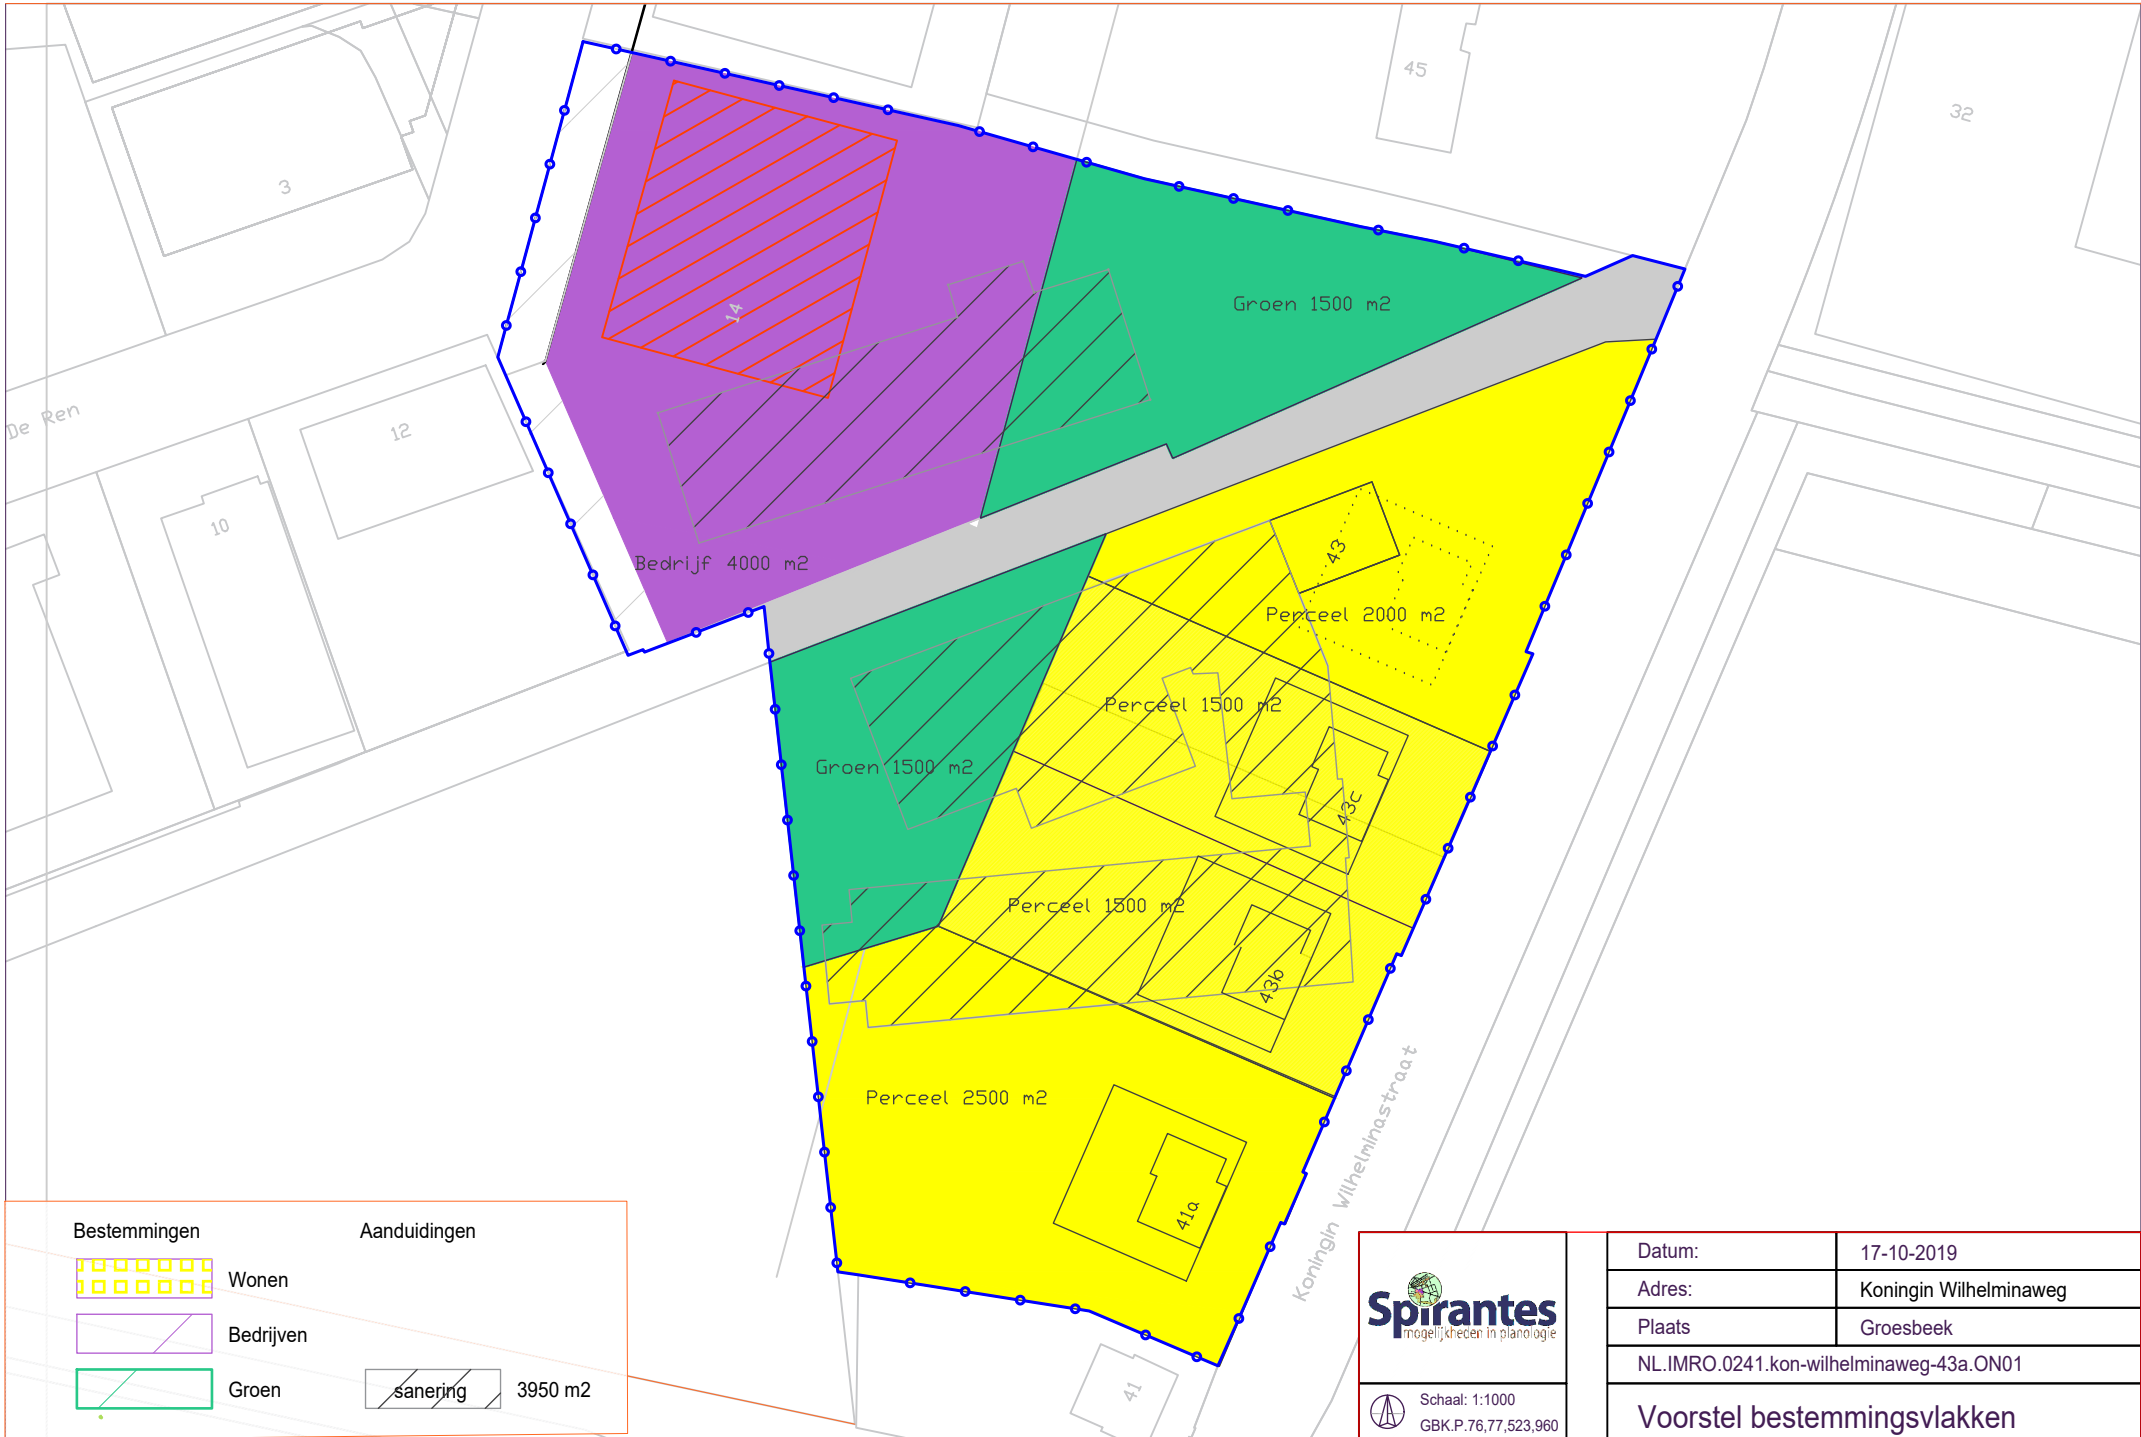 45
32
3
Groen 1500 m2
14
De Ren
12
10
43
Bedrijf 4000 m2
Perceel 2000 m2
Perceel 1500 m2
Groen 1500 m2
43c
Perceel 1500 m2
43b
Perceel 2500 m2
41a
Koningin Wilhelminastraat
41
Bestemmingen
Aanduidingen
Wonen
Bedrijven
Groen
sanering
3950 m2
Spirantes
mogelijkheden in planologie
Schaal: 1:1000
GBK.P.76,77,523,960
Datum: 17-10-2019
Adres: Koningin Wilhelminaweg
Plaats Groesbeek
NL.IMRO.0241.kon-wilhelminaweg-43a.ON01
Voorstel bestemmingsvlakken